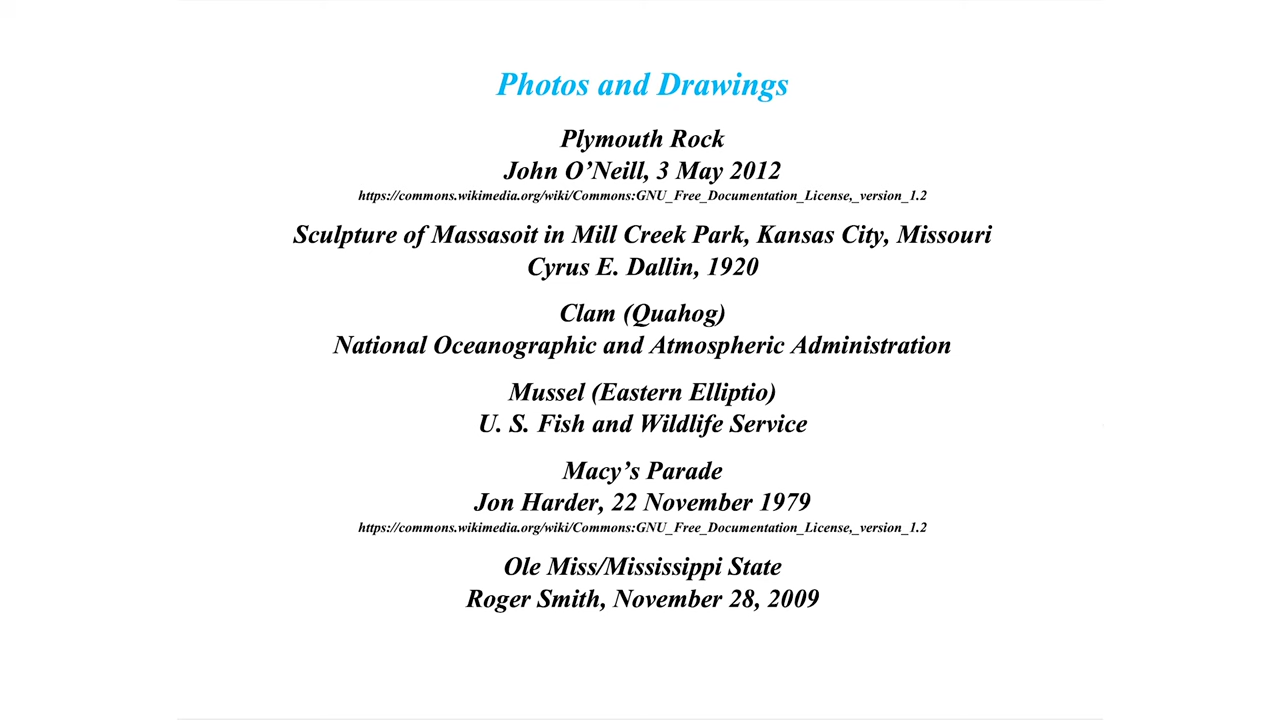 Photos and Drawings
Plymouth Rock
John O’Neill, 3 May 2012
https://commons.wikimedia.org/wiki/Commons:GNU_Free_Documentation_License,_version_1.2
Sculpture of Massasoit in Mill Creek Park, Kansas City, Missouri
Cyrus E. Dallin, 1920
Clam (Quahog)
National Oceanographic and Atmospheric Administration
Mussel (Eastern Elliptio)
U. S. Fish and Wildlife Service
Macy’s Parade
Jon Harder, 22 November 1979
https://commons.wikimedia.org/wiki/Commons:GNU_Free_Documentation_License,_version_1.2
Ole Miss/Mississippi State
Roger Smith, November 28, 2009